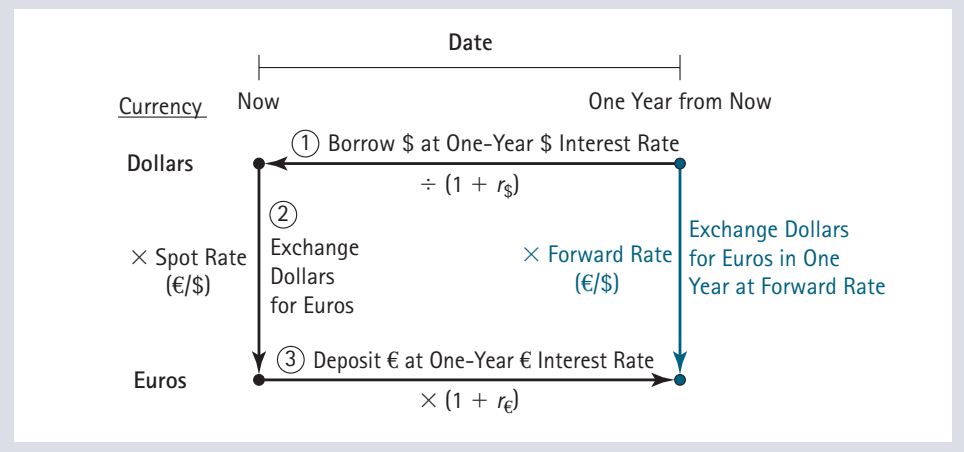 Date
Currency
Now
One Year from Now
① Borrow $ at One-Year $ Interest Rate
Dollars
÷ (1 + r$)
②
Exchange
Dollars
for Euros
× Spot Rate
(€/$)
× Forward Rate
(€/$)
Exchange Dollars
for Euros in One
Year at Forward Rate
③ Deposit € at One-Year € Interest Rate
Euros
× (1 + r€)